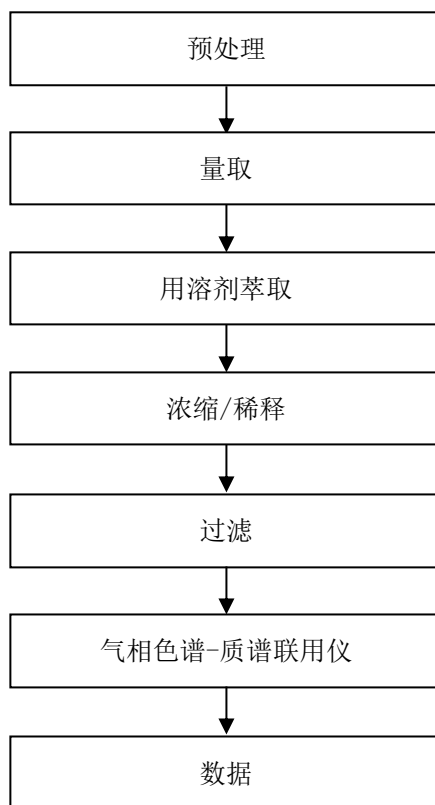 预处理
量取
用溶剂萃取
浓缩/稀释
过滤
气相色谱-质谱联用仪
数据